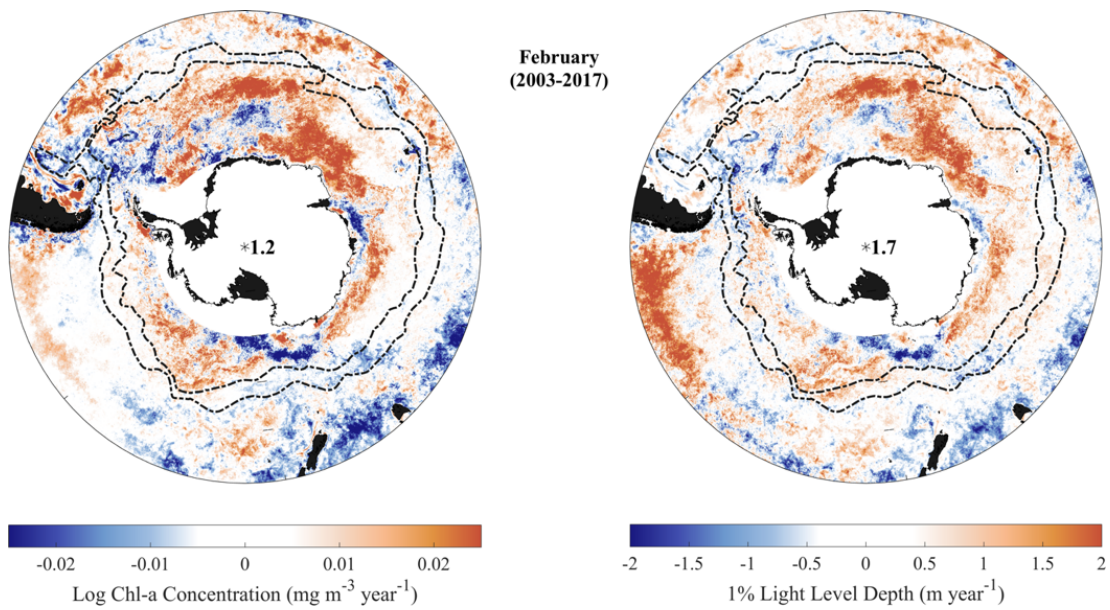 February
(2003-2017)
*1.2
*1.7
-0.02 -0.01 0 0.01 0.02
-2 -1.5 -1 -0.5 0 0.5 1 1.5 2
Log Chl-a Concentration (mg m⁻³ year⁻¹)
1% Light Level Depth (m year⁻¹)